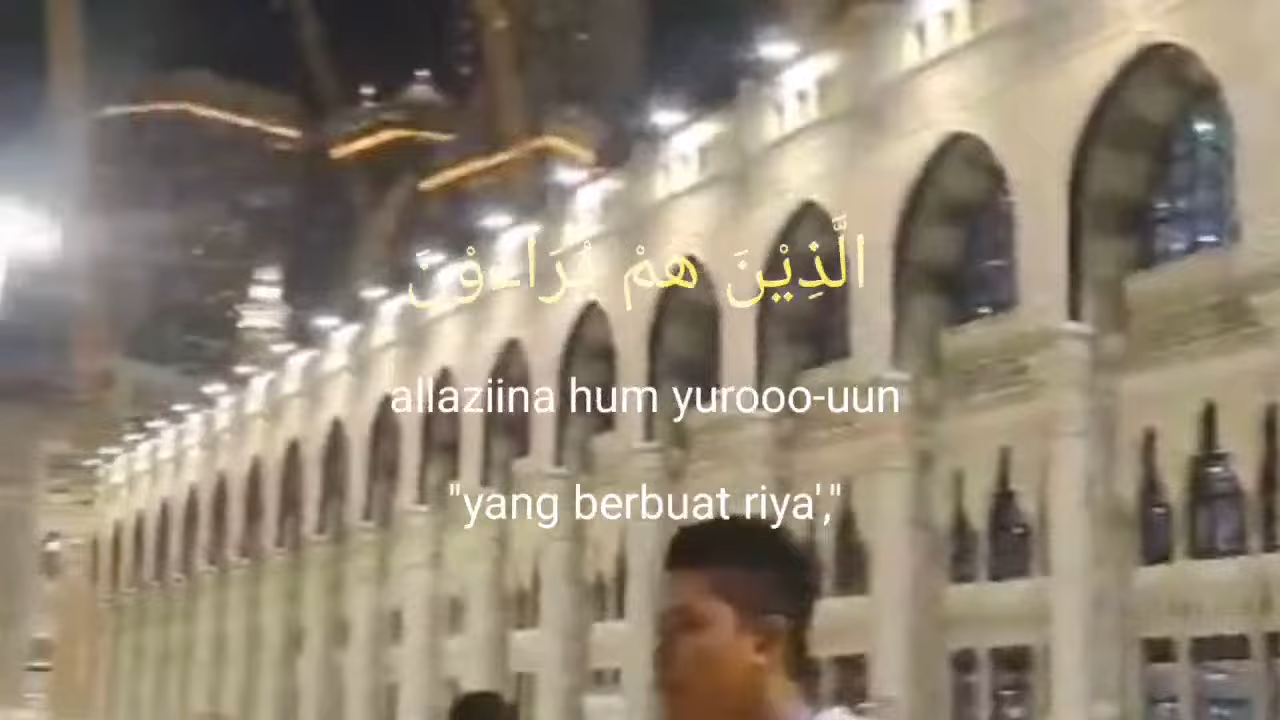 الَّذِيْنَ هُمْ يُرَاۤءُوْنَ
allaziina hum yurooo-uun
"yang berbuat riya',"